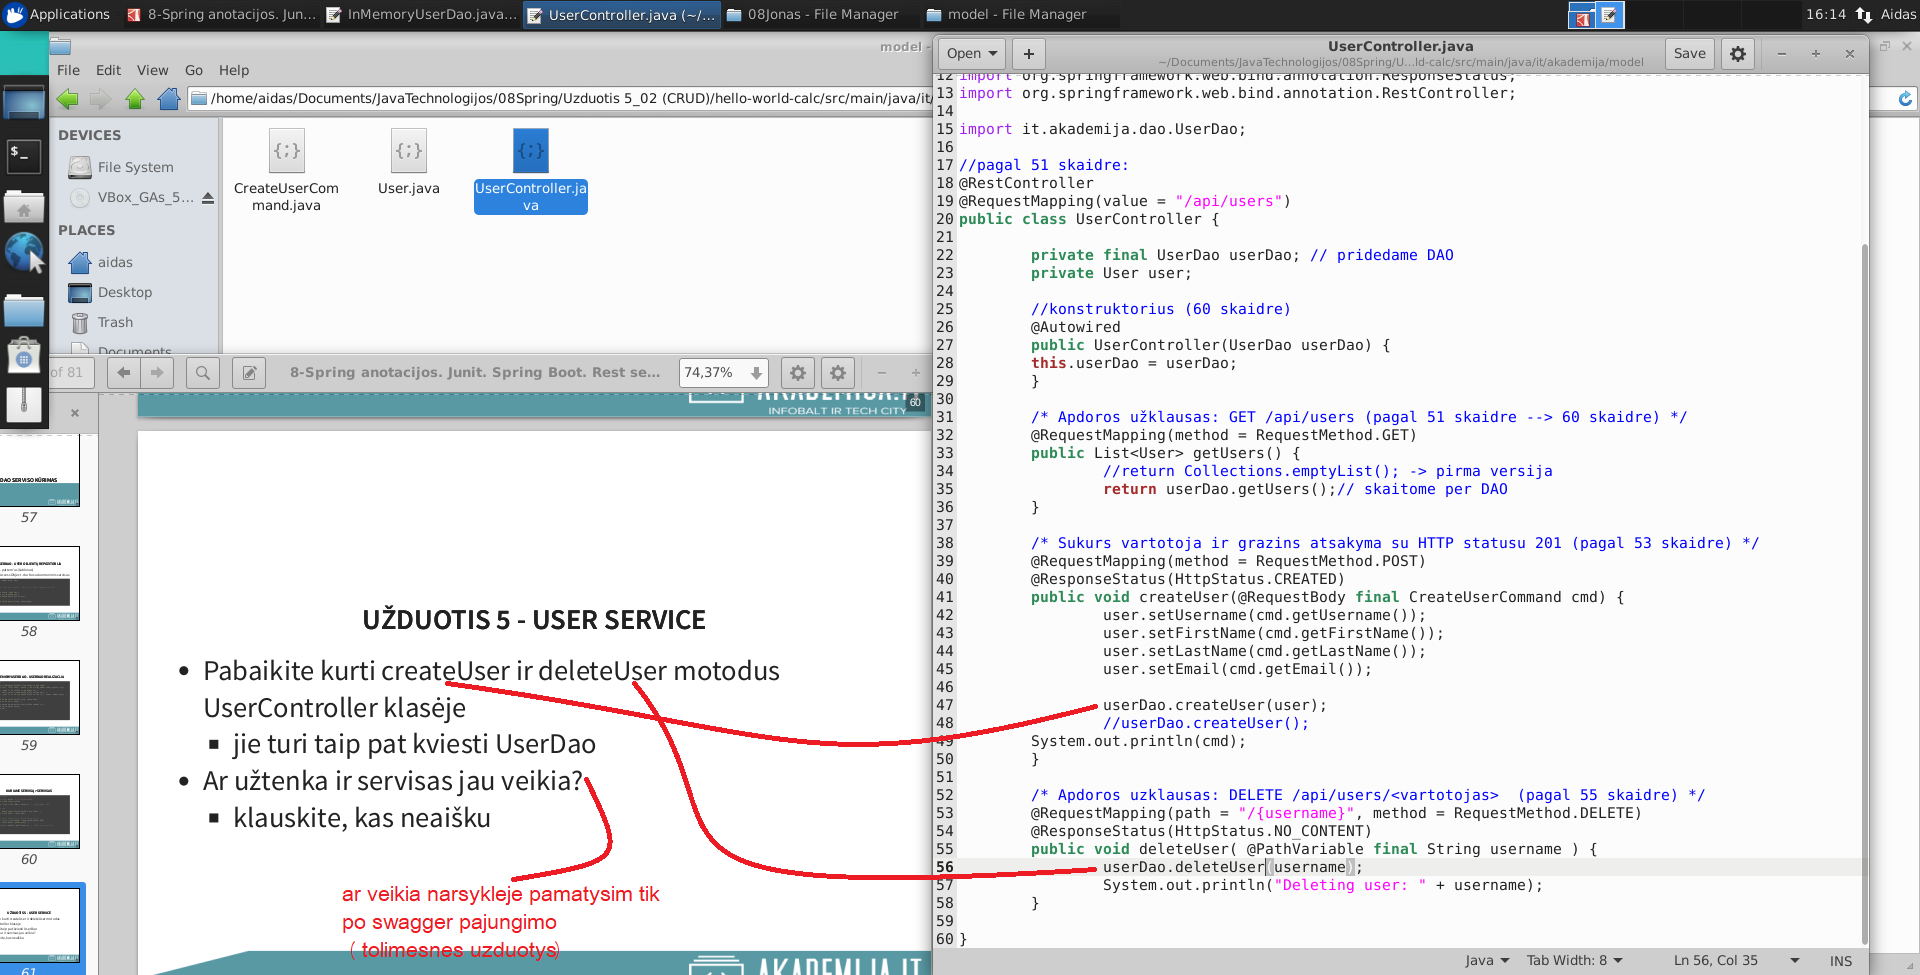 Applications
8-Spring anotacijos. Jun...
InMemoryUserDao.java...
UserController.java (~/...
08Jonas - File Manager
model - File Manager
16:14
Aidas
model -
File Edit View Go Help
/home/aidas/Documents/JavaTechnologijos/08Spring/Uzduotis 5_02 (CRUD)/hello-world-calc/src/main/java/it/
DEVICES
File System
VBox_GAs_5...
PLACES
aidas
Desktop
Trash
Documents
CreateUserCom
mand.java
User.java
UserController.ja
va
of 81
8-Spring anotacijos. Junit. Spring Boot. Rest se...
74,37%
AKADEMIJA.IT
INFOBALT IR TECH CITY
60
57
58
59
60
61
UŽDUOTIS 5 - USER SERVICE
• Pabaikite kurti createUser ir deleteUser motodus
UserController klasėje
▪ jie turi taip pat kviesti UserDao
• Ar užtenka ir servisas jau veikia?
▪ klauskite, kas neaišku
ar veikia narsykleje pamatysim tik
po swagger pajungimo
( tolimesnes uzduotys)
AKADEMIJA.IT
Open
+
UserController.java
~/Documents/JavaTechnologijos/08Spring/U...ld-calc/src/main/java/it/akademija/model
Save
12 import org.springframework.web.bind.annotation.ResponseStatus;
13 import org.springframework.web.bind.annotation.RestController;
14
15 import it.akademija.dao.UserDao;
16
17 //pagal 51 skaidre:
18 @RestController
19 @RequestMapping(value = "/api/users")
20 public class UserController {
21
22 private final UserDao userDao; // pridedame DAO
23 private User user;
24
25 //konstruktorius (60 skaidre)
26 @Autowired
27 public UserController(UserDao userDao) {
28 this.userDao = userDao;
29 }
30
31 /* Apdoros užklausas: GET /api/users (pagal 51 skaidre --> 60 skaidre) */
32 @RequestMapping(method = RequestMethod.GET)
33 public List<User> getUsers() {
34 //return Collections.emptyList(); -> pirma versija
35 return userDao.getUsers();// skaitome per DAO
36 }
37
38 /* Sukurs vartotoja ir grazins atsakyma su HTTP statusu 201 (pagal 53 skaidre) */
39 @RequestMapping(method = RequestMethod.POST)
40 @ResponseStatus(HttpStatus.CREATED)
41 public void createUser(@RequestBody final CreateUserCommand cmd) {
42 user.setUsername(cmd.getUsername());
43 user.setFirstName(cmd.getFirstName());
44 user.setLastName(cmd.getLastName());
45 user.setEmail(cmd.getEmail());
46
47 userDao.createUser(user);
48 //userDao.createUser();
49 System.out.println(cmd);
50 }
51
52 /* Apdoros uzklausas: DELETE /api/users/<vartotojas> (pagal 55 skaidre) */
53 @RequestMapping(path = "/{username}", method = RequestMethod.DELETE)
54 @ResponseStatus(HttpStatus.NO_CONTENT)
55 public void deleteUser( @PathVariable final String username ) {
56 userDao.deleteUser(username);
57 System.out.println("Deleting user: " + username);
58 }
59
60 }
Java
Tab Width: 8
Ln 56, Col 35
INS